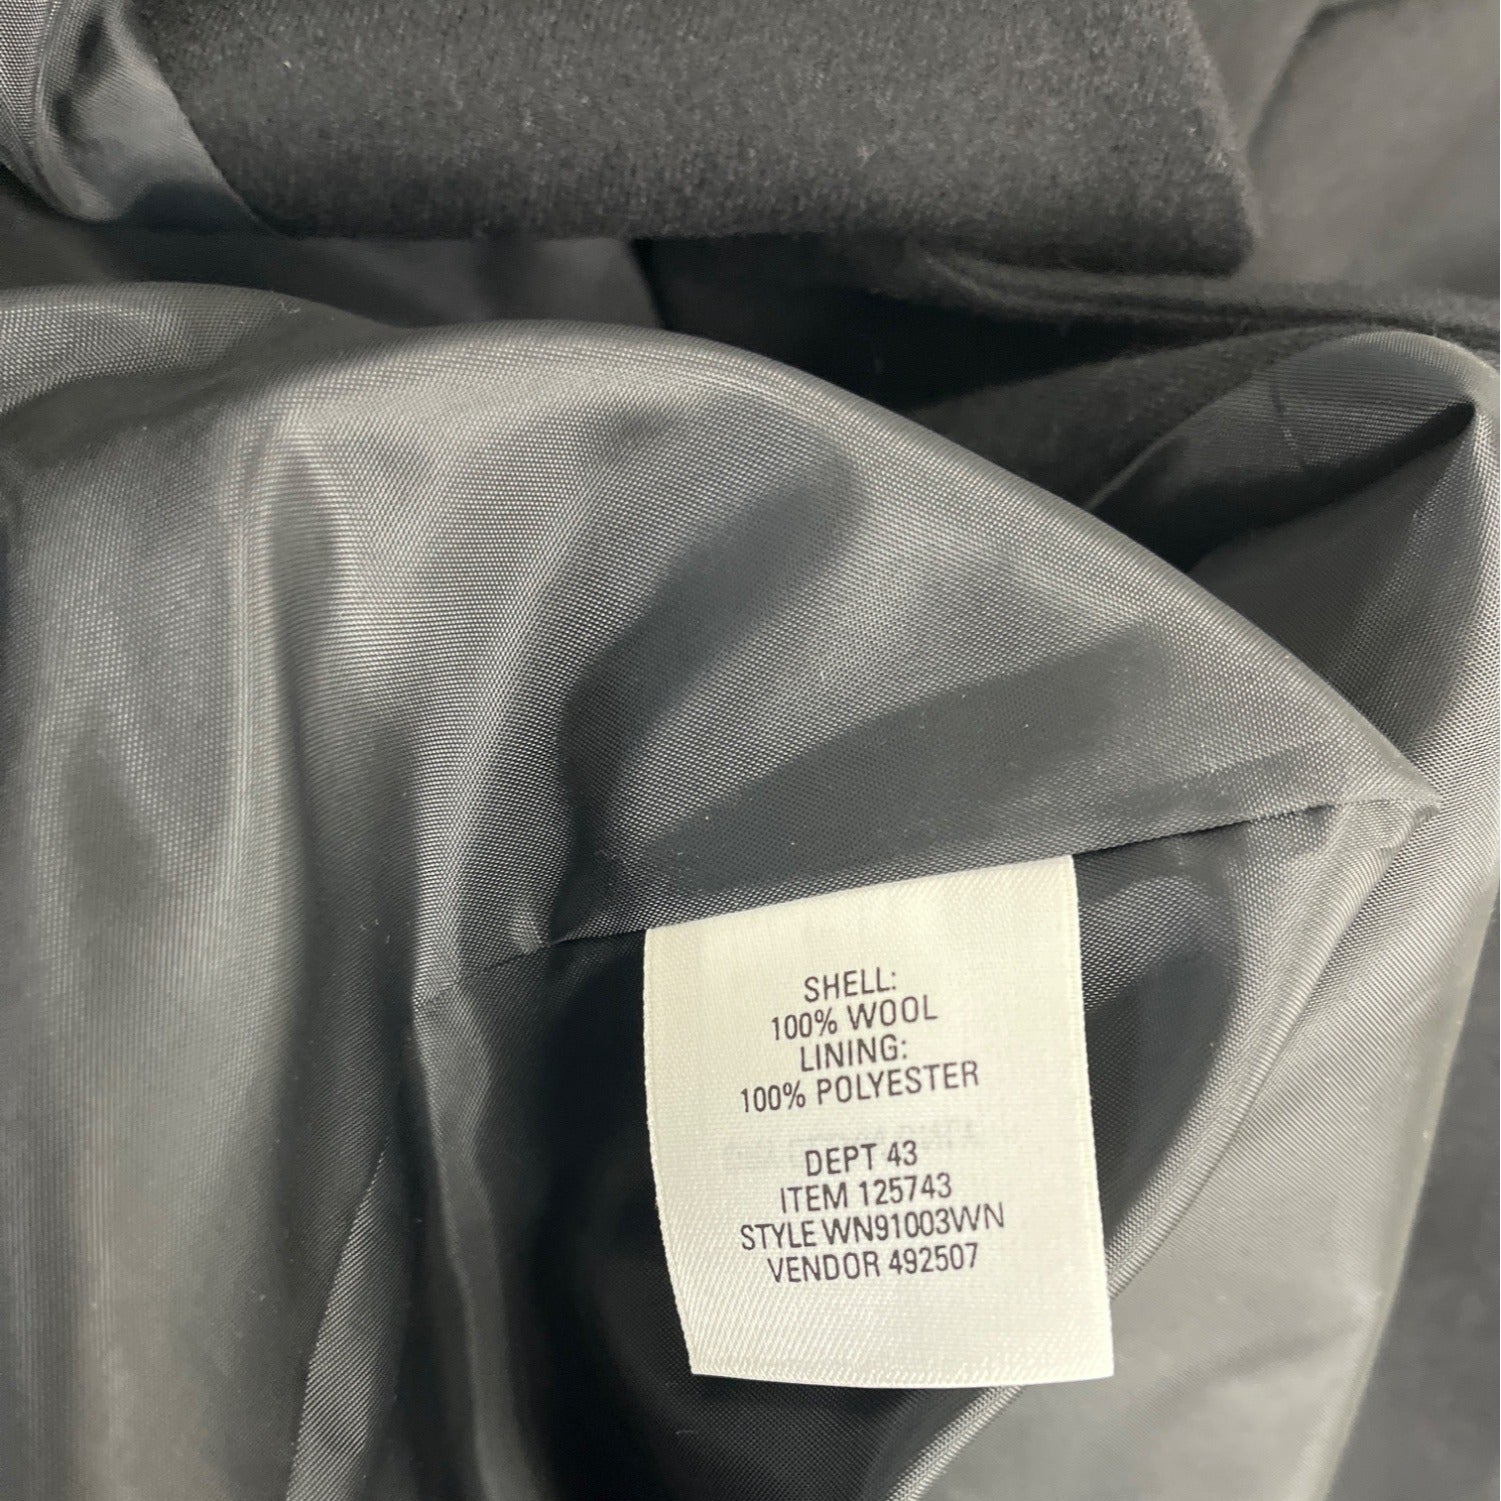 SHELL:
100% WOOL
LINING:
100% POLYESTER
DEPT 43
ITEM 125743
STYLE WN91003WN
VENDOR 492507